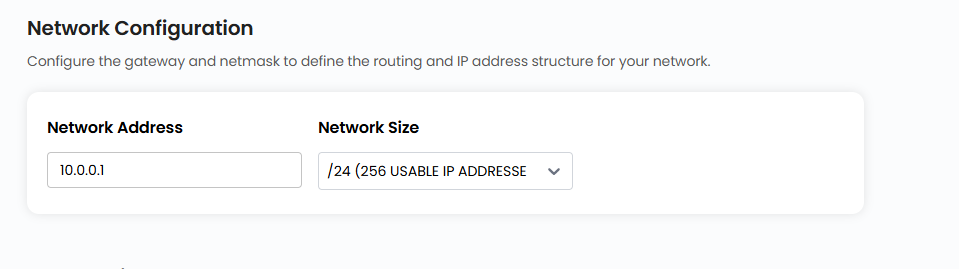 Network Configuration
Configure the gateway and netmask to define the routing and IP address structure for your network.
Network Address
Network Size
10.0.0.1
/24 (256 USABLE IP ADDRESSE